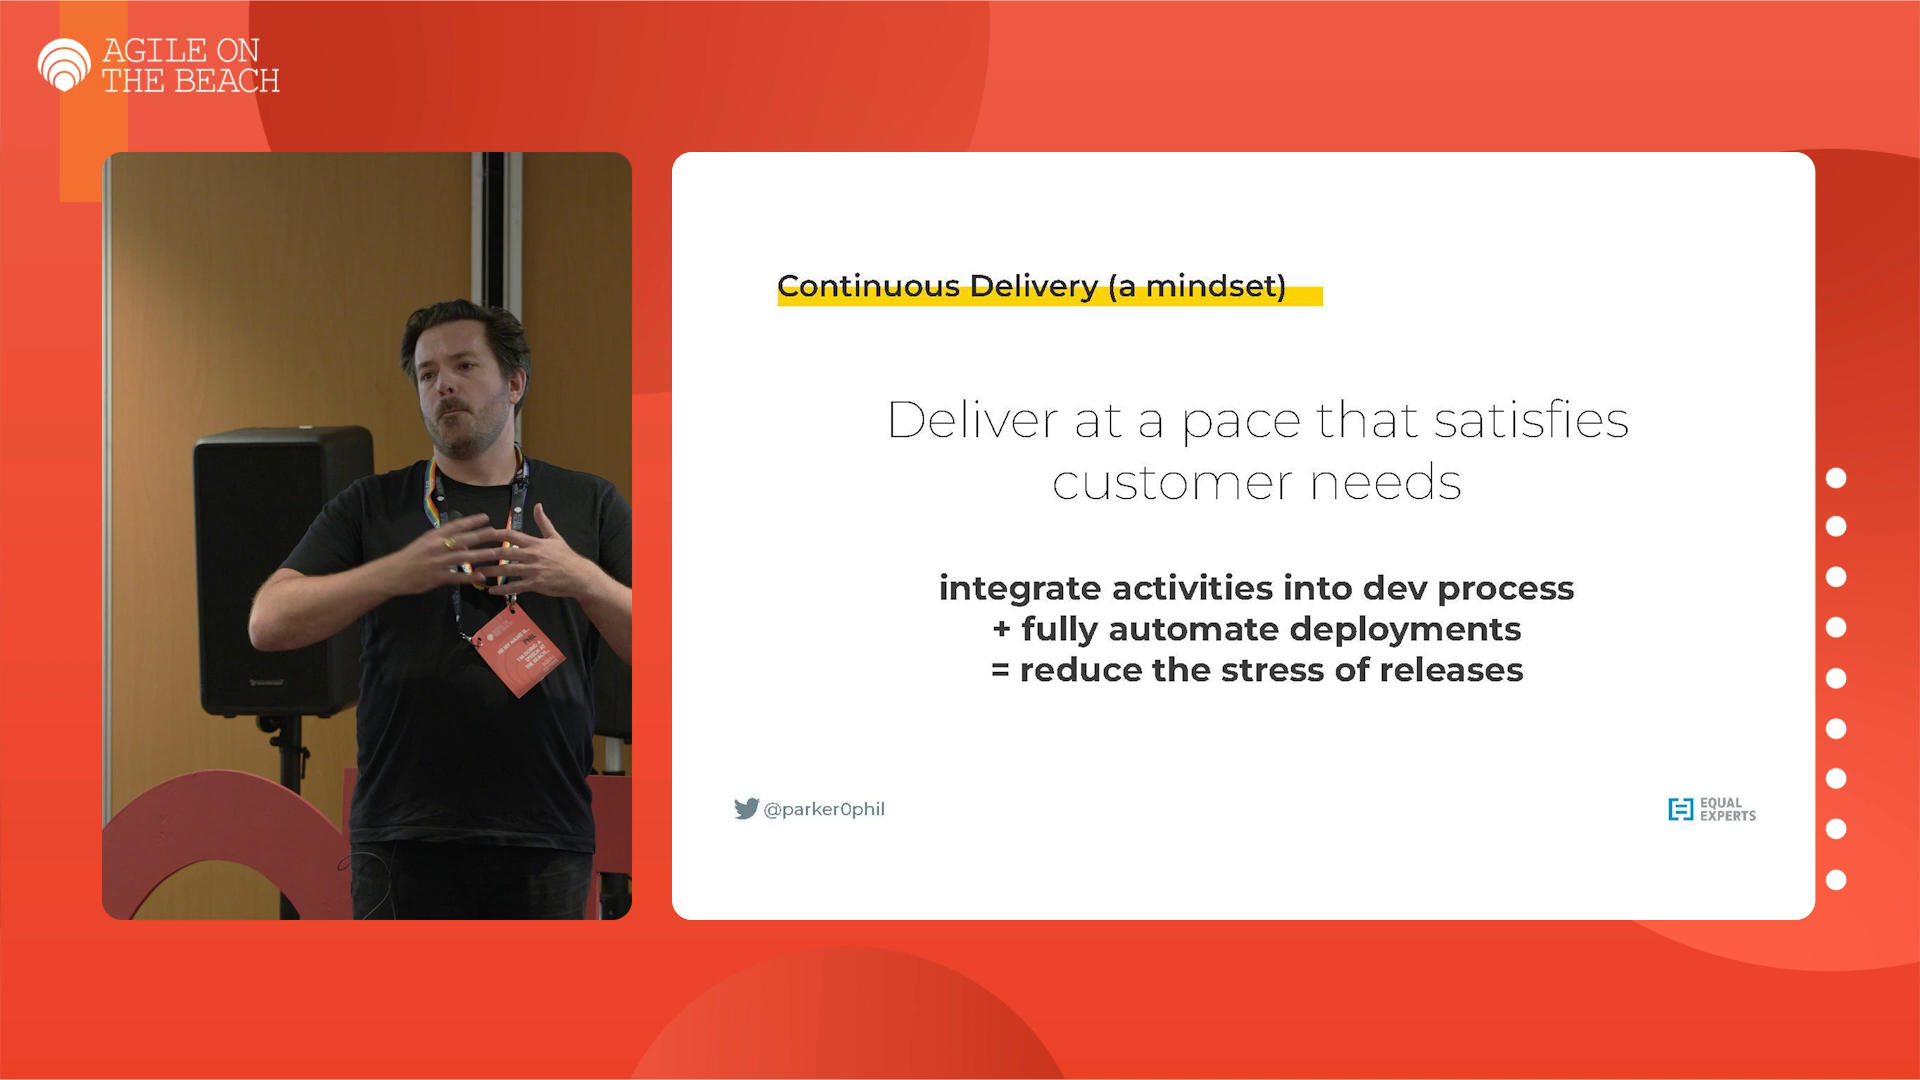 AGILE ON
THE BEACH
PHIL
Continuous Delivery (a mindset)
Deliver at a pace that satisfies
customer needs
integrate activities into dev process
+ fully automate deployments
= reduce the stress of releases
@parker0phil
EQUAL
EXPERTS